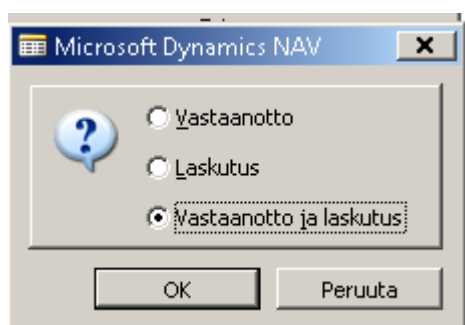 Microsoft Dynamics NAV
Vastaanotto
Laskutus
Vastaanotto ja laskutus
OK
Peruuta